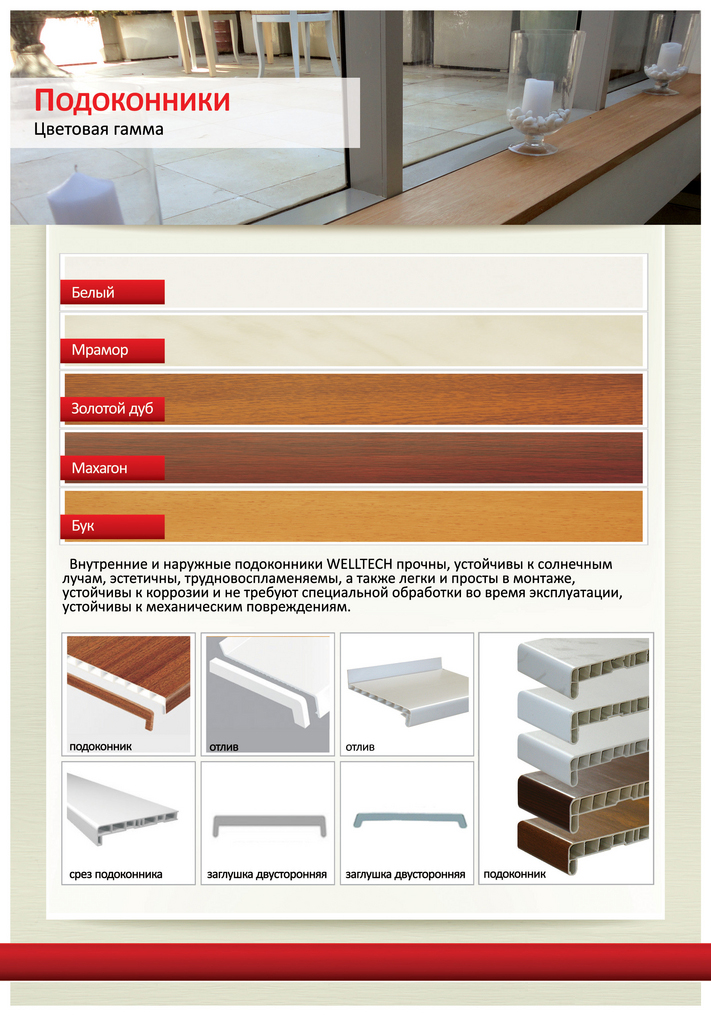 Подоконники
Цветовая гамма
Белый
Мрамор
Золотой дуб
Махагон
Бук
Внутренние и наружные подоконники WELLTECH прочны, устойчивы к солнечным
лучам, эстетичны, трудновоспламеняемы, а также легки и просты в монтаже,
устойчивы к коррозии и не требуют специальной обработки во время эксплуатации,
устойчивы к механическим повреждениям.
подоконник
отлив
отлив
срез подоконника
заглушка двусторонняя
заглушка двусторонняя
подоконник